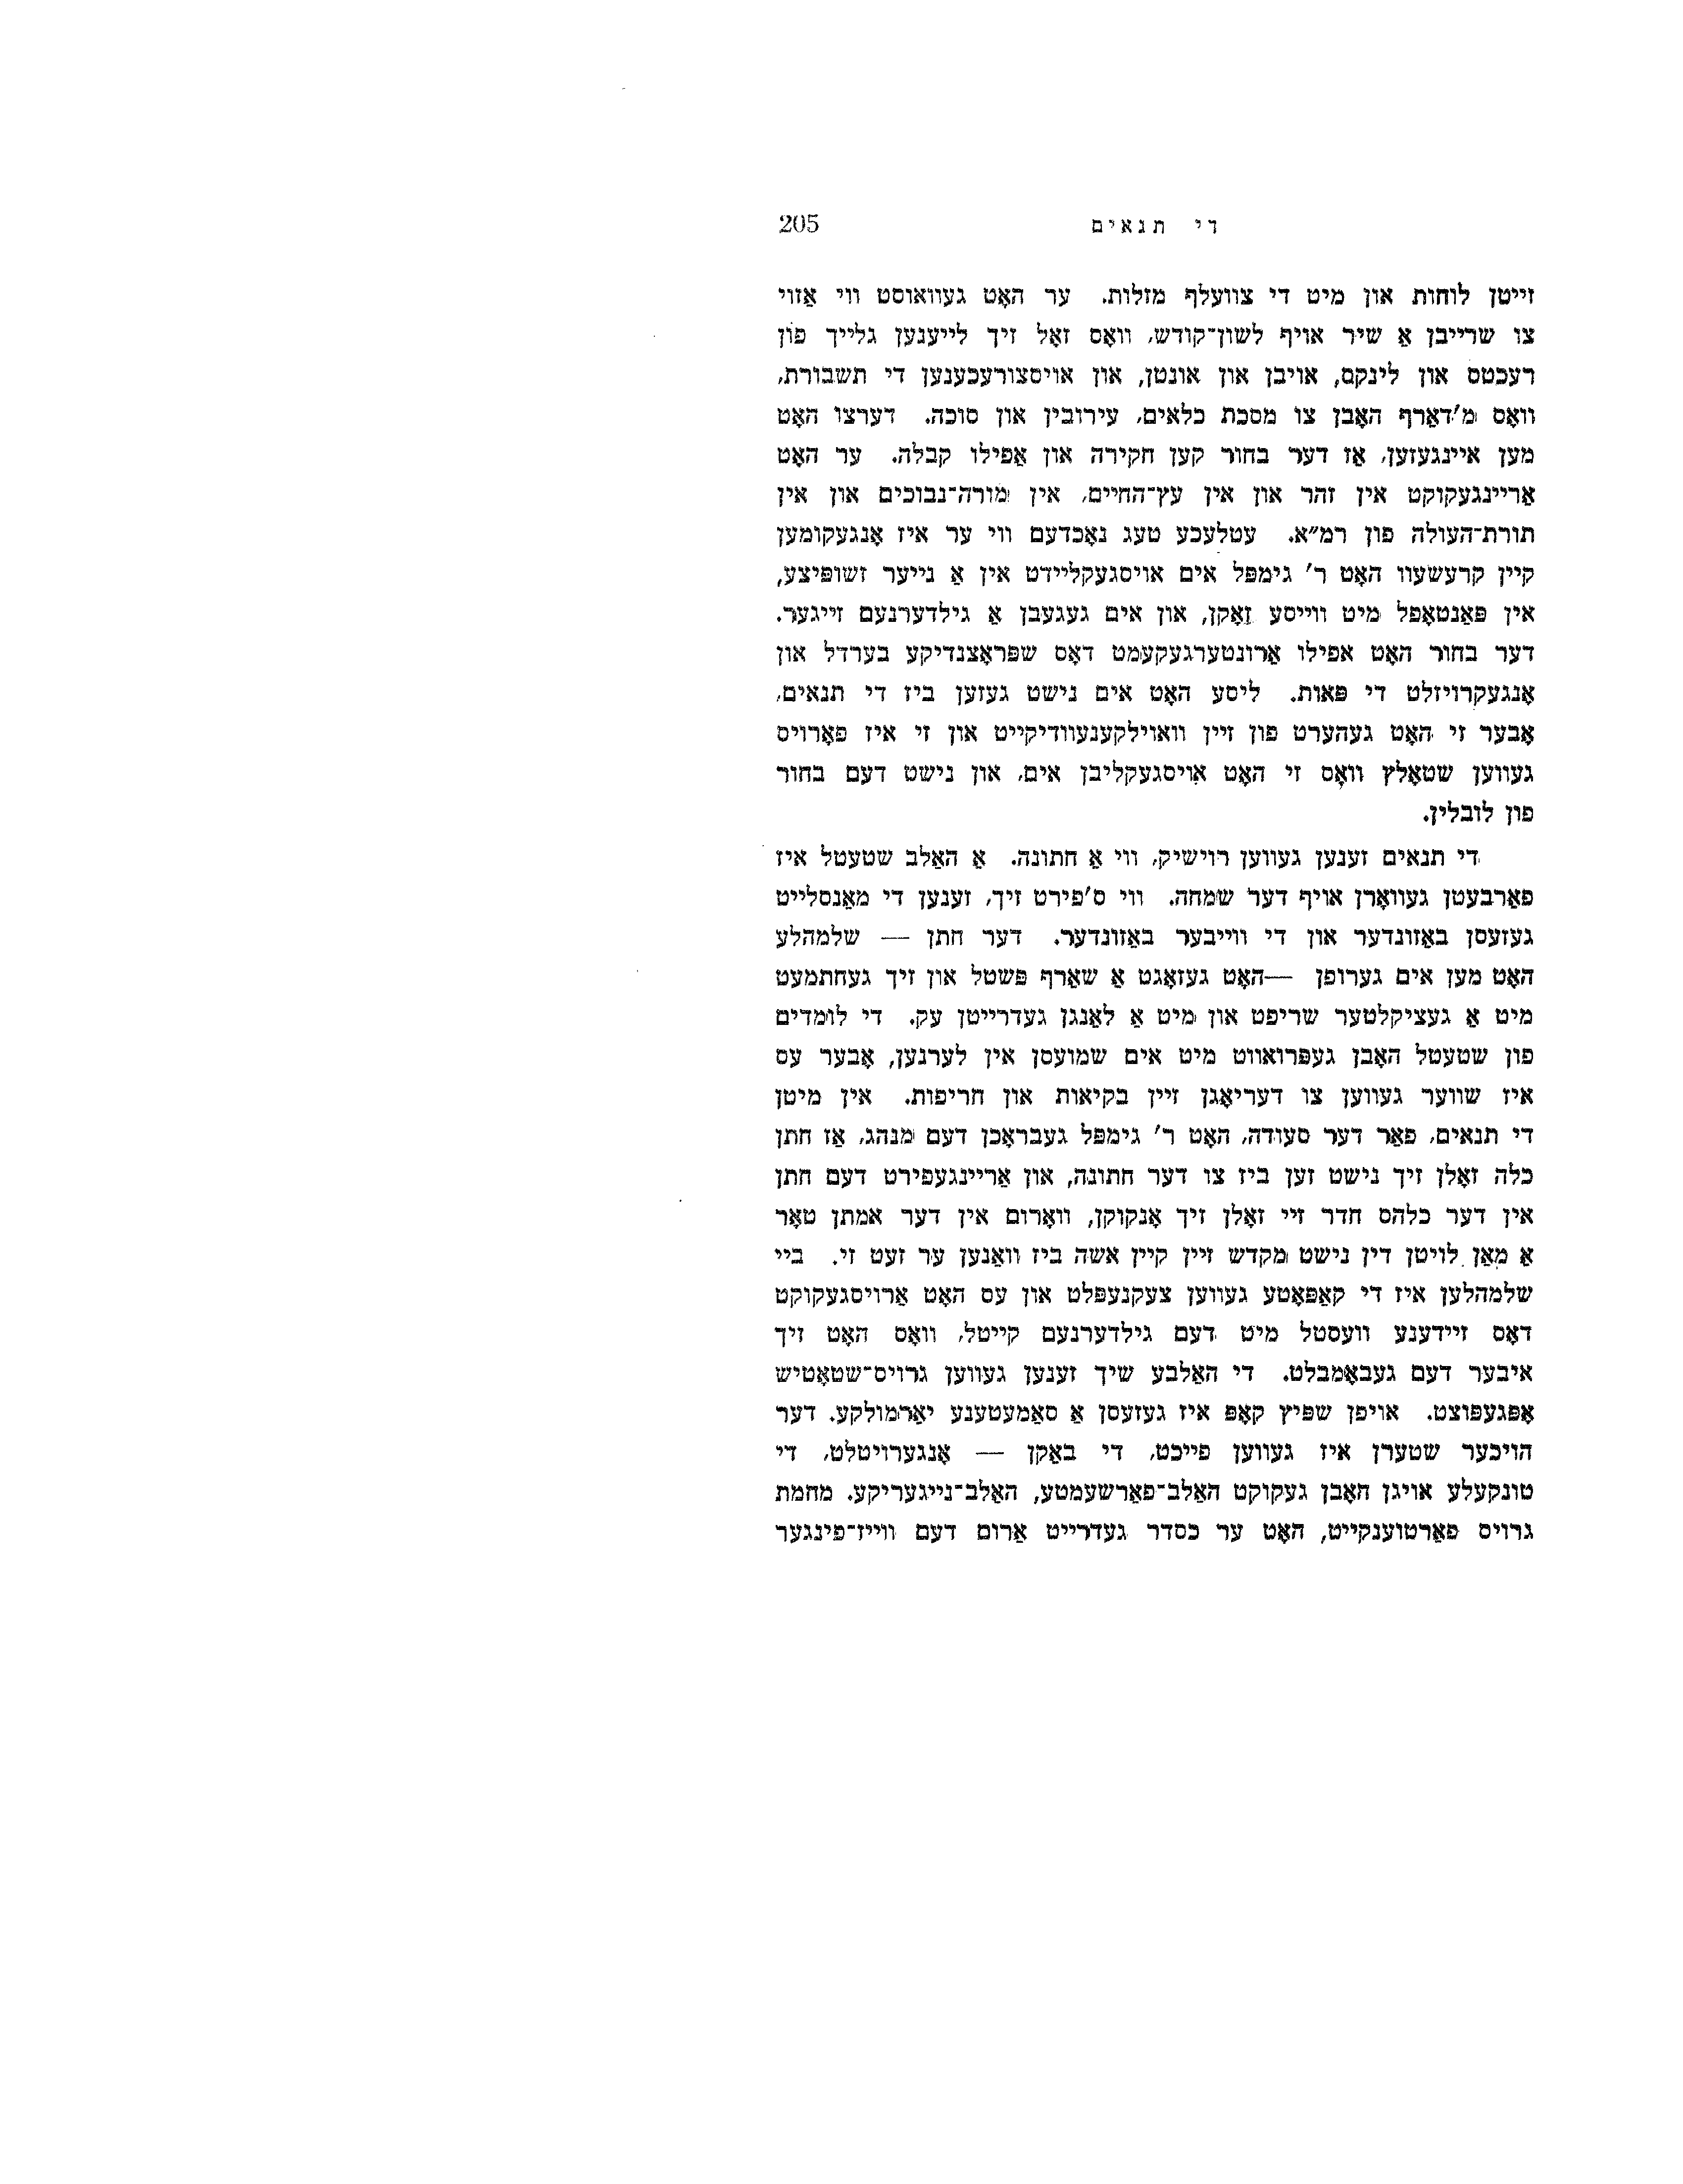 די תנאים 205
זייטן לוחות און מיט די צוועלף מזלות. ער האָט געוואוסט ווי אַזוי
צו שרייבן אַ שיר אויף לשון־קודש, וואָס זאָל זיך לייענען גלייך פון
רעכטס און לינקס, אויבן און אונטן, און אויסצורעכענען די תשבורת,
וואָס מ'דאַרף האָבן צו מסכת כלאים, עירובין און סוכה. דערצו האָט
מען איינגעזען, אַז דער בחור קען חקירה און אַפילו קבלה. ער האָט
אַריינגעקוקט אין זהר און אין עץ־החיים, אין מורה־נבוכים און אין
תורת־העולה פון רמ״א. עטלעכע טעג נאָכדעם ווי ער איז אָנגעקומען
קיין קרעשעוו האָט ר' גימפּל אים אויסגעקליידט אין אַ נייער זשופּיצע,
אין פּאַנטאָפל מיט ווייסע זאָקן, און אים געגעבן אַ גילדערנעם זייגער.
דער בחור האָט אפילו אַרונטערגעקעמט דאָס שפּראָצנדיקע בערדל און
אָנגעקרויזלט די פּאות. ליסע האָט אים נישט געזען ביז די תנאים,
אָבער זי האָט געהערט פון זיין וואוילקענעוודיקייט און זי איז פאָרויס
געווען שטאָלץ וואָס זי האָט אויסגעקליבן אים, און נישט דעם בחור
פון לובלין.
די תנאים זענען געווען רוישיק, ווי אַ חתונה. אַ האַלב שטעטל איז
פאַרבעטן געוואָרן אויף דער שמחה. ווי ס'פירט זיך, זענען די מאַנסלייט
געזעסן באַזונדער און די ווייבער באַזונדער. דער חתן — שלמהלע
האָט מען אים גערופן —האָט געזאָגט אַ שאַרף פּשטל און זיך געחתמעט
מיט אַ געציקלטער שריפט און מיט אַ לאַנגן געדרייטן עק. די לומדים
פון שטעטל האָבן געפּרואווט מיט אים שמועסן אין לערנען, אָבער עס
איז שווער געווען צו דעריאָגן זיין בקיאות און חריפות. אין מיטן
די תנאים, פאַר דער סעודה, האָט ר' גימפּל געבראָכן דעם מנהג, אַז חתן
כלה זאָלן זיך נישט זען ביז צו דער חתונה, און אַריינגעפירט דעם חתן
אין דער כלהס חדר זיי זאָלן זיך אָנקוקן, וואָרום אין דער אמתן טאָר
אַ מאַן לויטן דין נישט מקדש זיין קיין אשה ביז וואַנען ער זעט זי. ביי
שלמהלען איז די קאַפּאָטע געווען צעקנעפּלט און עס האָט אַרויסגעקוקט
דאָס זיידענע וועסטל מיט דעם גילדערנעם קייטל, וואָס האָט זיך
איבער דעם געבאָמבלט. די האַלבע שיך זענען געווען גרויס־שטאָטיש
אָפּגעפּוצט. אויפן שפּיץ קאָפּ איז געזעסן אַ סאַמעטענע יאַרמולקע. דער
הויכער שטערן איז געווען פייכט, די באַקן — אָנגערויטלט, די
טונקעלע אויגן האָבן געקוקט האַלב־פאַרשעמטע, האַלב־נייגעריקע. מחמת
גרויס פאַרטוענקייט, האָט ער כסדר געדרייט אַרום דעם ווייז־פינגער